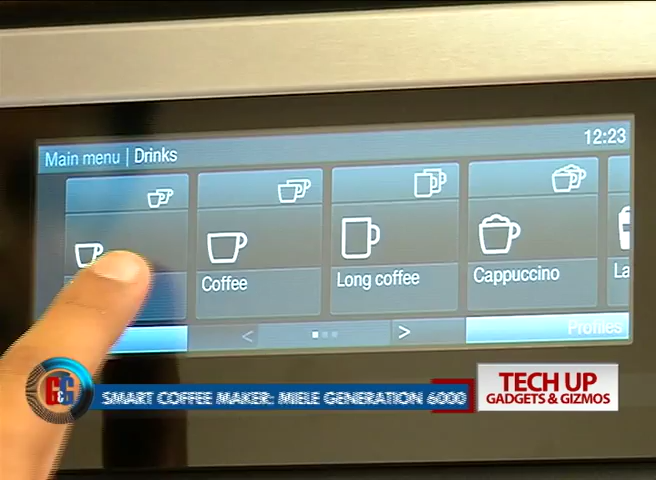 Main menu | Drinks
12:23
Coffee
Long coffee
Cappuccino
La
<
>
Profiles
G&G
SMART COFFEE MAKER: MIELE GENERATION 6000
TECH UP
GADGETS & GIZMOS